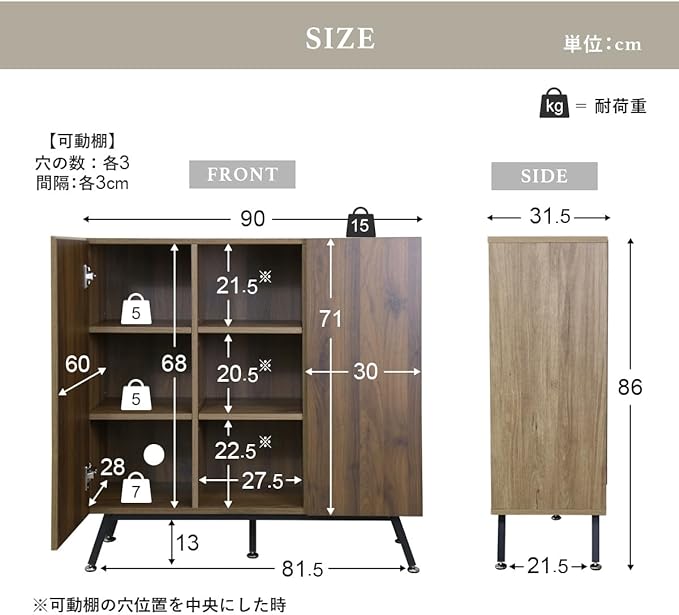 SIZE
単位:cm
kg = 耐荷重
【可動棚】
穴の数：各3
間隔:各3cm
FRONT
SIDE
90
15
31.5
5
21.5※
71
60
68
20.5※
30
86
5
22.5※
28
27.5
7
13
81.5
21.5
※可動棚の穴位置を中央にした時